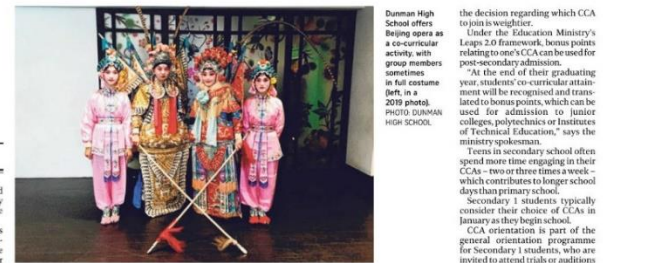 Dunman High
School offers
Beijing opera as
a co-curricular
activity, with
group members
sometimes
in full costume
(left, in a
2019 photo).
PHOTO: DUNMAN
HIGH SCHOOL
the decision regarding which CCA
to join is weightier.
Under the Education Ministry's
Leaps 2.0 framework, bonus points
relating to one's CCA can be used for
post-secondary admission.
"At the end of their graduating
year, students' co-curricular attain-
ment will be recognised and trans-
lated to bonus points, which can be
used for admission to junior
colleges, polytechnics or Institutes
of Technical Education," says the
ministry spokesman.
Teens in secondary school often
spend more time engaging in their
CCAs – two or three times a week –
which contributes to longer school
days than primary school.
Secondary 1 students typically
consider their choice of CCAs in
January as they begin school.
CCA orientation is part of the
general orientation programme
for Secondary 1 students, who are
invited to attend trials or auditions